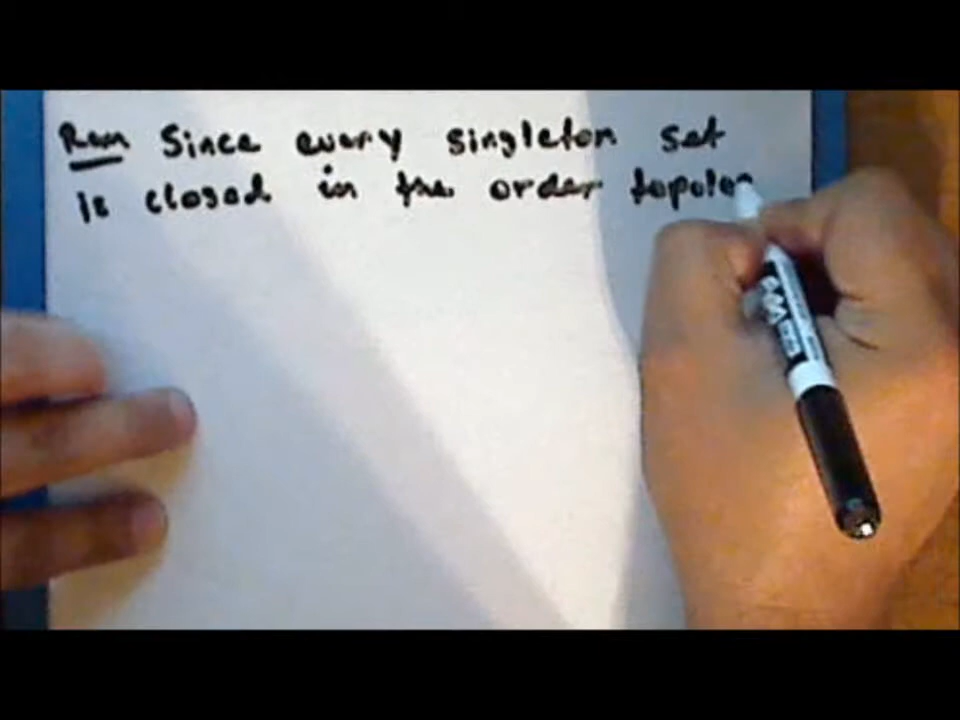 Rem Since every singleton set
is closed in the order topolo